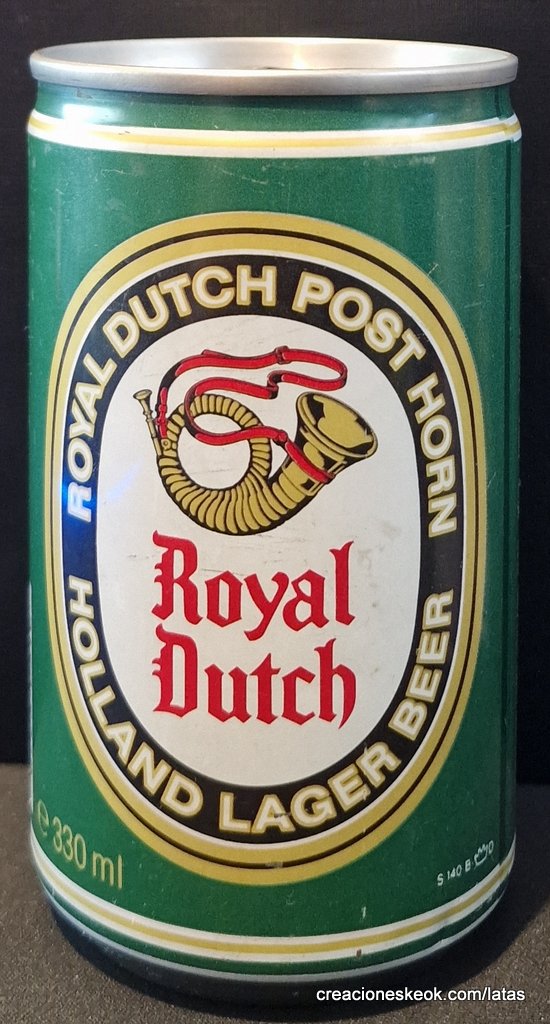 ROYAL DUTCH POST HORN
Royal
Dutch
HOLLAND LAGER BEER
e 330 ml
S 140 B
creacioneskeok.com/latas